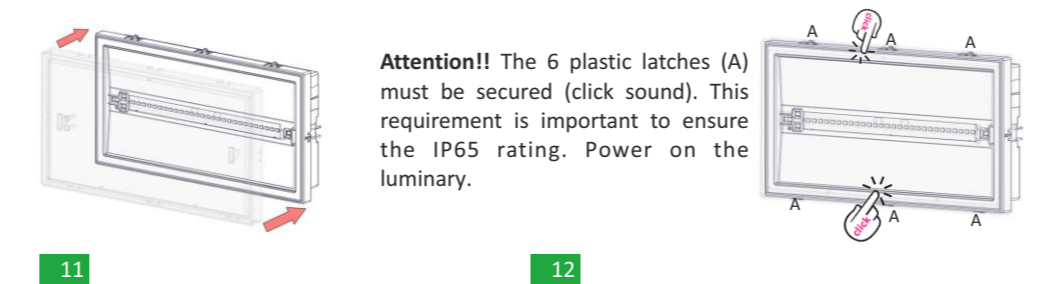 Attention!! The 6 plastic latches (A)
must be secured (click sound). This
requirement is important to ensure
the IP65 rating. Power on the
luminary.
click
A
A
A
A
A
A
click
11
12